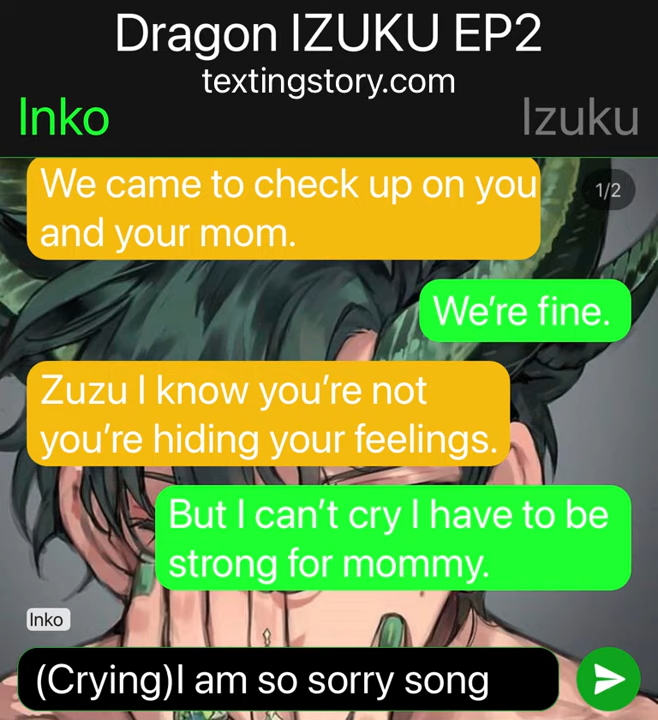 Dragon IZUKU EP2
textingstory.com
Inko
Izuku
1/2
We came to check up on you
and your mom.
We're fine.
Zuzu I know you're not
you're hiding your feelings.
But I can't cry I have to be
strong for mommy.
Inko
(Crying)I am so sorry song